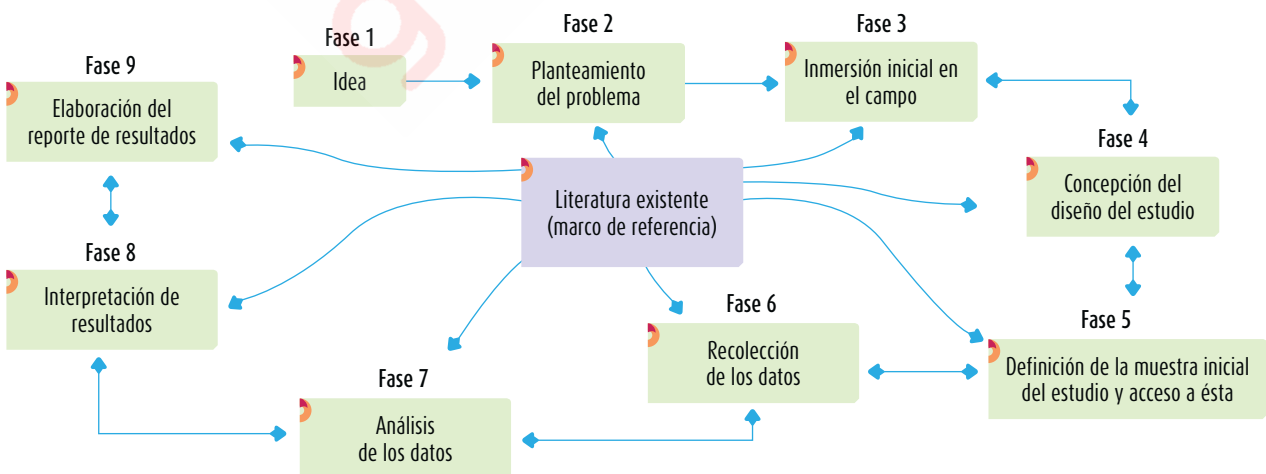 Fase 1
Idea
Fase 2
Planteamiento
del problema
Fase 3
Inmersión inicial en
el campo
Fase 4
Concepción del
diseño del estudio
Fase 5
Definición de la muestra inicial
del estudio y acceso a ésta
Fase 6
Recolección
de los datos
Fase 7
Análisis
de los datos
Fase 8
Interpretación de
resultados
Fase 9
Elaboración del
reporte de resultados
Literatura existente
(marco de referencia)